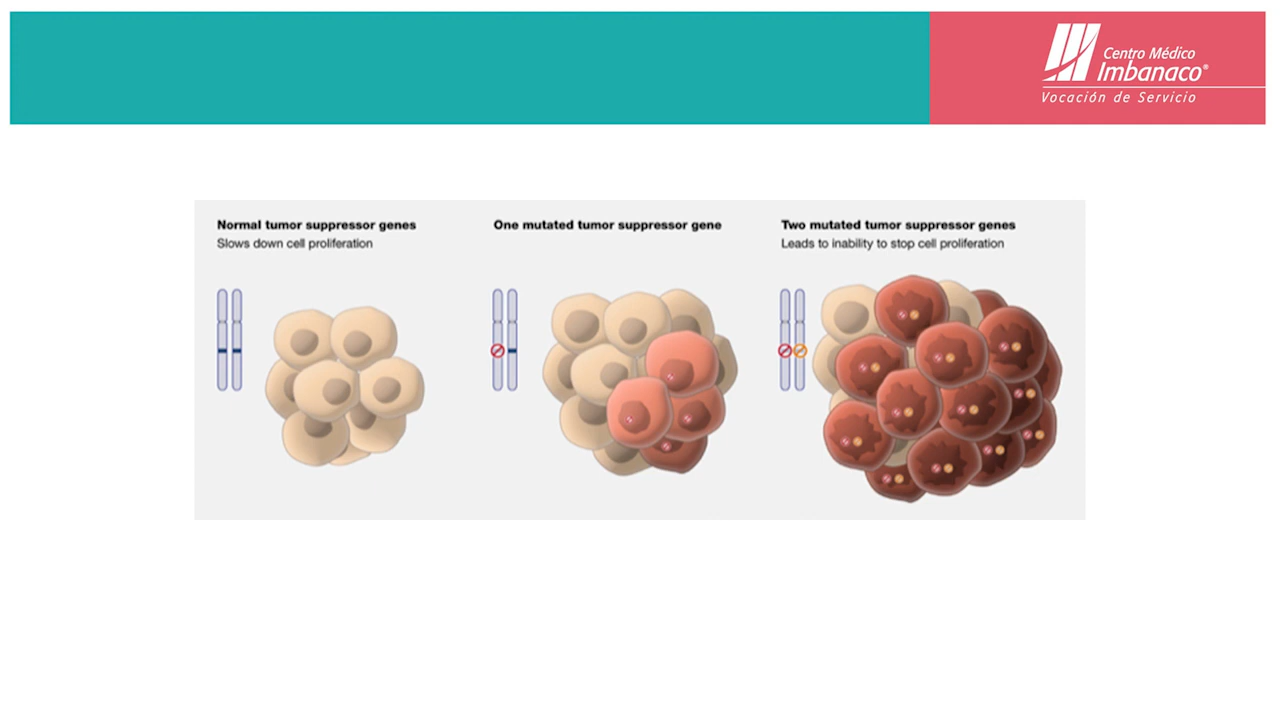 Centro Médico
Imbanaco®
Vocación de Servicio
Normal tumor suppressor genes
Slows down cell proliferation
One mutated tumor suppressor gene
Two mutated tumor suppressor genes
Leads to inability to stop cell proliferation